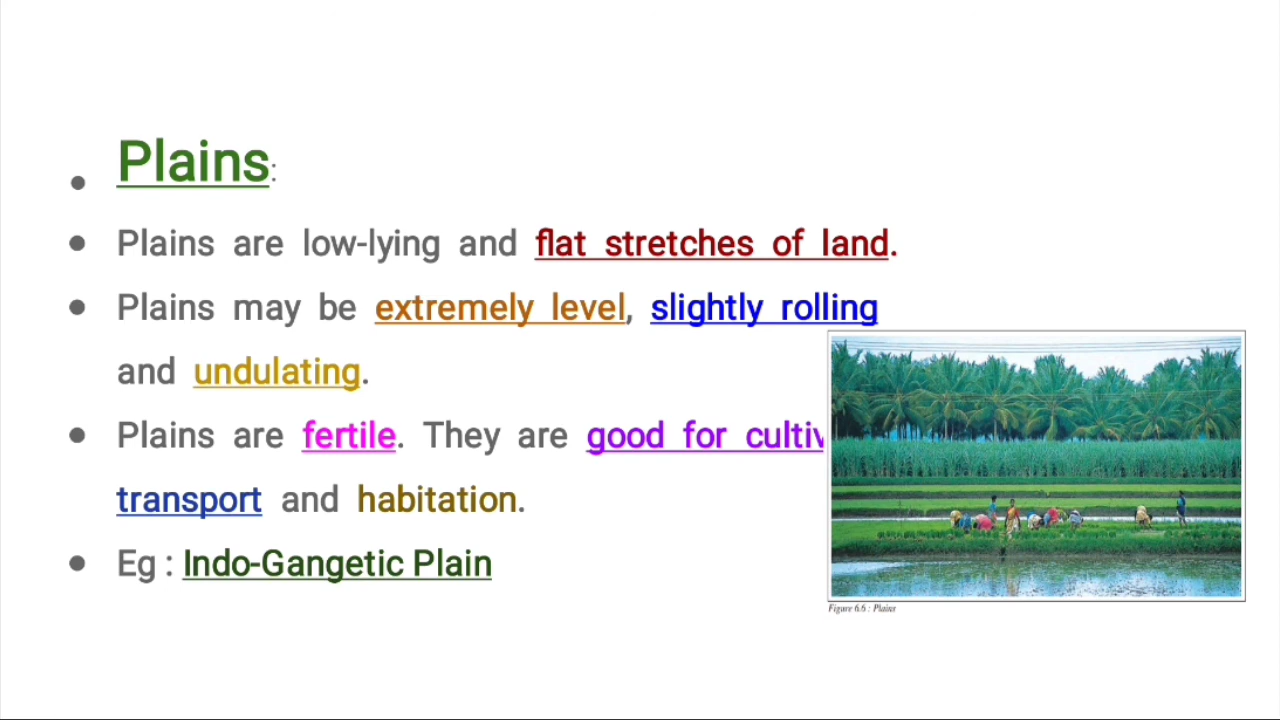 Plains:
Plains are low-lying and flat stretches of land.
Plains may be extremely level, slightly rolling
and undulating.
Plains are fertile. They are good for
transport and habitation.
Eg : Indo-Gangetic Plain
Figure 6.6 : Plains